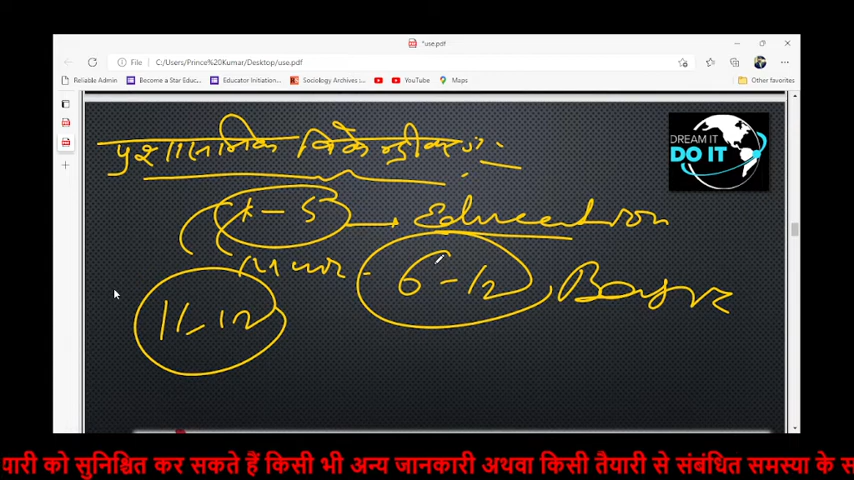 *use.pdf
File C:/Users/Prince%20Kumar/Desktop/use.pdf
Reliable Admin Become a Star Educ... Educator Initiation... Sociology Archives :... YouTube Maps Other favorites
DREAM IT
DO IT
प्रशासनिक विकेन्द्रीकरण :-
1 - 5 Education
6 - 12
11 - 12
यारी को सुनिश्चित कर सकते हैं किसी भी अन्य जानकारी अथवा किसी तैयारी से संबंधित समस्या के स